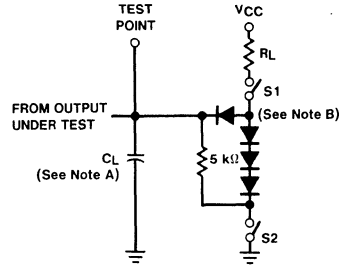 TEST
POINT
VCC
RL
S1
FROM OUTPUT
UNDER TEST
(See Note B)
CL
(See Note A)
5 kΩ
S2